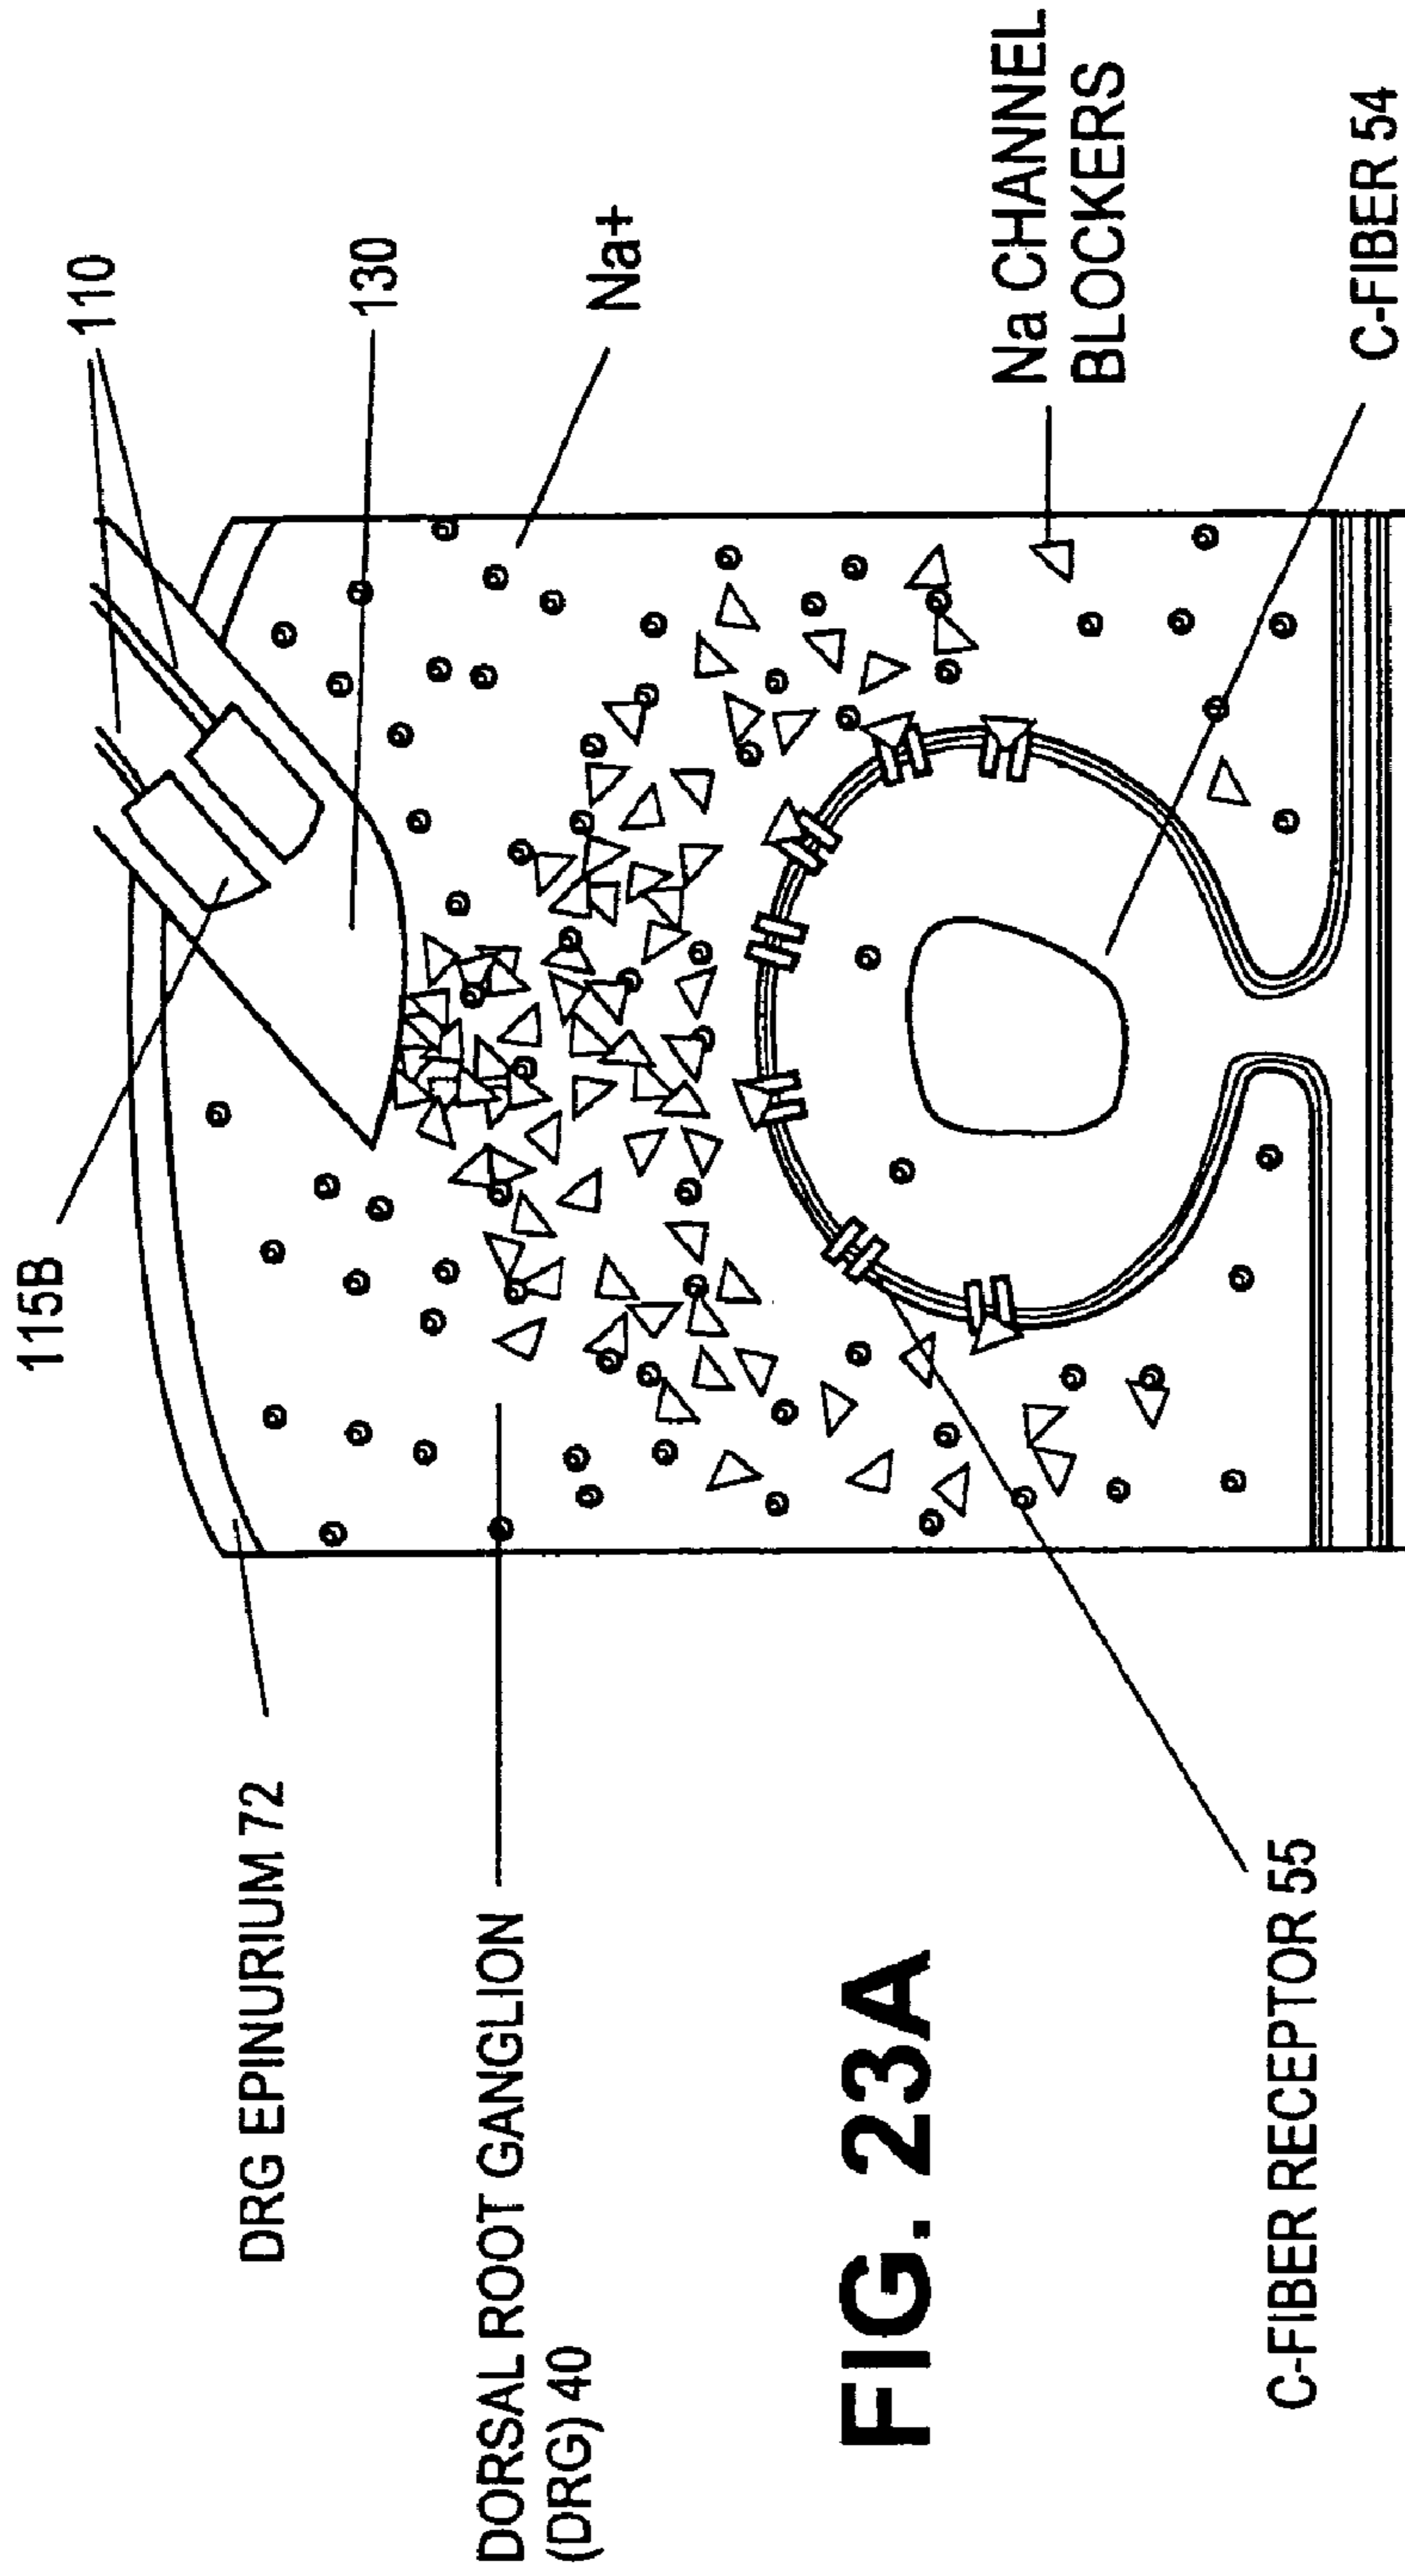 115B
110
130
Na+
Na CHANNEL
BLOCKERS
C-FIBER 54
DRG EPINURIUM 72
DORSAL ROOT GANGLION
(DRG) 40
FIG. 23A
C-FIBER RECEPTOR 55